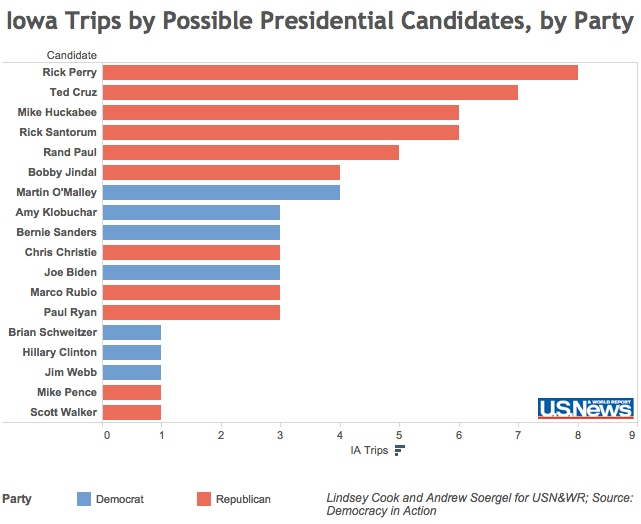 Iowa Trips by Possible Presidential Candidates, by Party
Candidate
Rick Perry
Ted Cruz
Mike Huckabee
Rick Santorum
Rand Paul
Bobby Jindal
Martin O'Malley
Amy Klobuchar
Bernie Sanders
Chris Christie
Joe Biden
Marco Rubio
Paul Ryan
Brian Schweitzer
Hillary Clinton
Jim Webb
Mike Pence
Scott Walker
USNews & WORLD REPORT
0 1 2 3 4 5 6 7 8 9
IA Trips
Party Democrat Republican
Lindsey Cook and Andrew Soergel for USN&WR; Source:
Democracy in Action